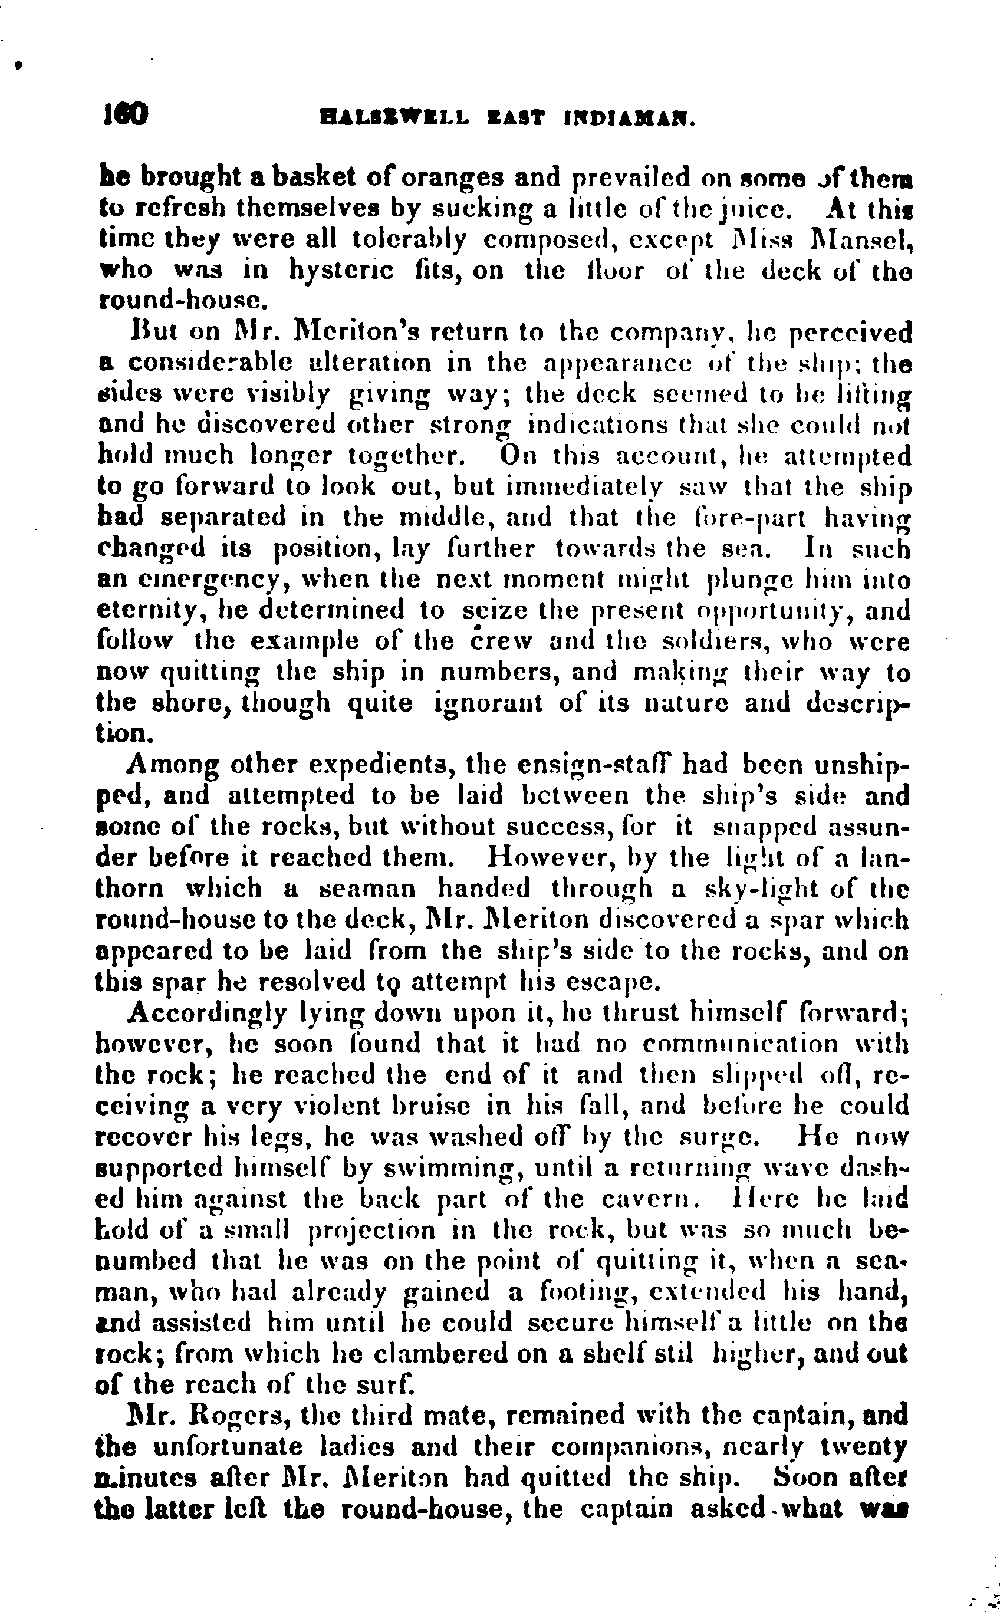 160 HALSEWELL EAST INDIAMAN.
he brought a basket of oranges and prevailed on some of them
to refresh themselves by sucking a little of the juice. At this
time they were all tolerably composed, except Miss Mansel,
who was in hysteric fits, on the floor of the deck of the
round-house.
But on Mr. Meriton's return to the company, he perceived
a considerable alteration in the appearance of the ship; the
sides were visibly giving way; the deck seemed to be lifting
and he discovered other strong indications that she could not
hold much longer together. On this account, he attempted
to go forward to look out, but immediately saw that the ship
had separated in the middle, and that the fore-part having
changed its position, lay further towards the sea. In such
an emergency, when the next moment might plunge him into
eternity, he determined to seize the present opportunity, and
follow the example of the crew and the soldiers, who were
now quitting the ship in numbers, and making their way to
the shore, though quite ignorant of its nature and descrip-
tion.
Among other expedients, the ensign-staff had been unship-
ped, and attempted to be laid between the ship's side and
some of the rocks, but without success, for it snapped assun-
der before it reached them. However, by the light of a lan-
thorn which a seaman handed through a sky-light of the
round-house to the deck, Mr. Meriton discovered a spar which
appeared to be laid from the ship's side to the rocks, and on
this spar he resolved to attempt his escape.
Accordingly lying down upon it, he thrust himself forward;
however, he soon found that it had no communication with
the rock; he reached the end of it and then slipped off, re-
ceiving a very violent bruise in his fall, and before he could
recover his legs, he was washed off by the surge. He now
supported himself by swimming, until a returning wave dash-
ed him against the back part of the cavern. Here he laid
hold of a small projection in the rock, but was so much be-
numbed that he was on the point of quitting it, when a sea-
man, who had already gained a footing, extended his hand,
and assisted him until he could secure himself a little on the
rock; from which he clambered on a shelf stil higher, and out
of the reach of the surf.
Mr. Rogers, the third mate, remained with the captain, and
the unfortunate ladies and their companions, nearly twenty
minutes after Mr. Meriton had quitted the ship. Soon after
the latter left the round-house, the captain asked what was